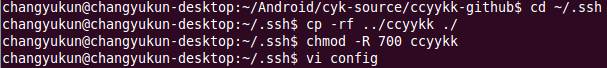 changyukun@changyukun-desktop:~/Android/cyk-source/ccyykk-github$ cd ~/.ssh
changyukun@changyukun-desktop:~/.ssh$ cp -rf ../ccyykk ./
changyukun@changyukun-desktop:~/.ssh$ chmod -R 700 ccyykk
changyukun@changyukun-desktop:~/.ssh$ vi config